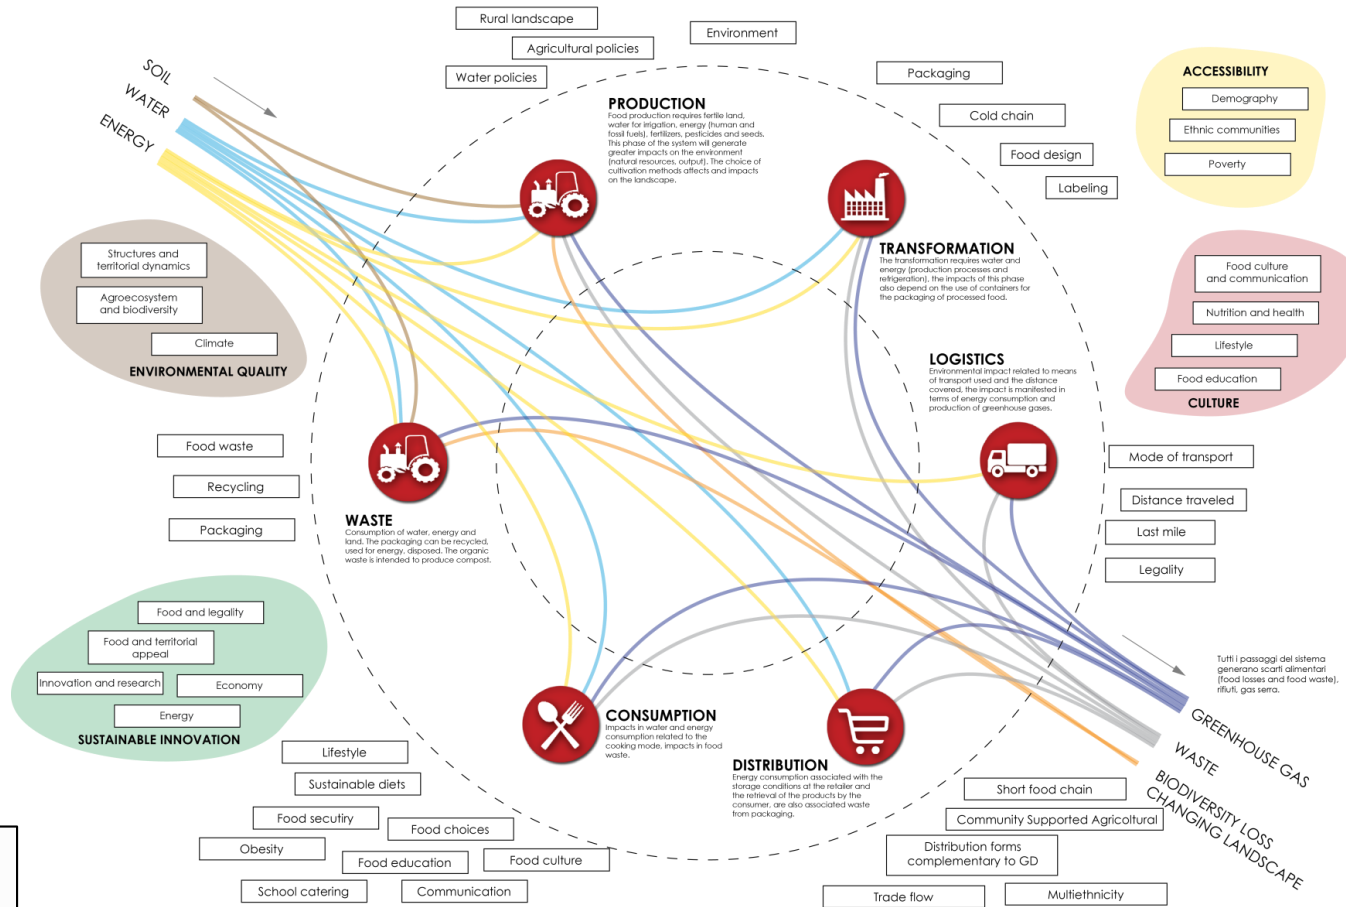 Rural landscape
Agricultural policies
Water policies
Environment
Packaging
Cold chain
Food design
Labeling
ACCESSIBILITY
Demography
Ethnic communities
Poverty
SOIL
WATER
ENERGY
PRODUCTION
Food production requires fertile land,
water for irrigation, energy (human and
fossil fuels), fertilizers, pesticides and seeds.
This phase of the system will generate
greater impacts on the environment
(natural resources, output). The choice of
cultivation methods affects and impacts
on the landscape.
TRANSFORMATION
The transformation requires water and
energy (production processes and
refrigeration), the impacts of this phase
also depend on the use of containers for
the packaging of processed food.
Structures and
territorial dynamics
Agroecosystem
and biodiversity
Climate
ENVIRONMENTAL QUALITY
Food culture
and communication
Nutrition and health
Lifestyle
Food education
CULTURE
LOGISTICS
Environmental impact related to means
of transport used and the distance
covered, the impact is manifested in
terms of energy consumption and
production of greenhouse gases.
Food waste
Recycling
Packaging
Mode of transport
Distance traveled
Last mile
Legality
WASTE
Consumption of water, energy and
land. The packaging can be recycled,
used for energy, disposed. The organic
waste is intended to produce compost.
Food and legality
Food and territorial
appeal
Innovation and research
Economy
Energy
SUSTAINABLE INNOVATION
Tutti i passaggi del sistema
generano scarti alimentari
(food losses and food waste),
rifiuti, gas serra.
CONSUMPTION
Impacts in water and energy
consumption related to the
cooking mode, impacts in food
waste.
DISTRIBUTION
Energy consumption associated with the
storage conditions at the retailer and
the retrieval of the products by the
consumer, are also associated waste
from packaging.
GREENHOUSE GAS
WASTE
BIODIVERSITY LOSS
CHANGING LANDSCAPE
Lifestyle
Sustainable diets
Food secutiry
Food choices
Obesity
Food education
Food culture
School catering
Communication
Short food chain
Community Supported Agricoltural
Distribution forms
complementary to GD
Trade flow
Multiethnicity